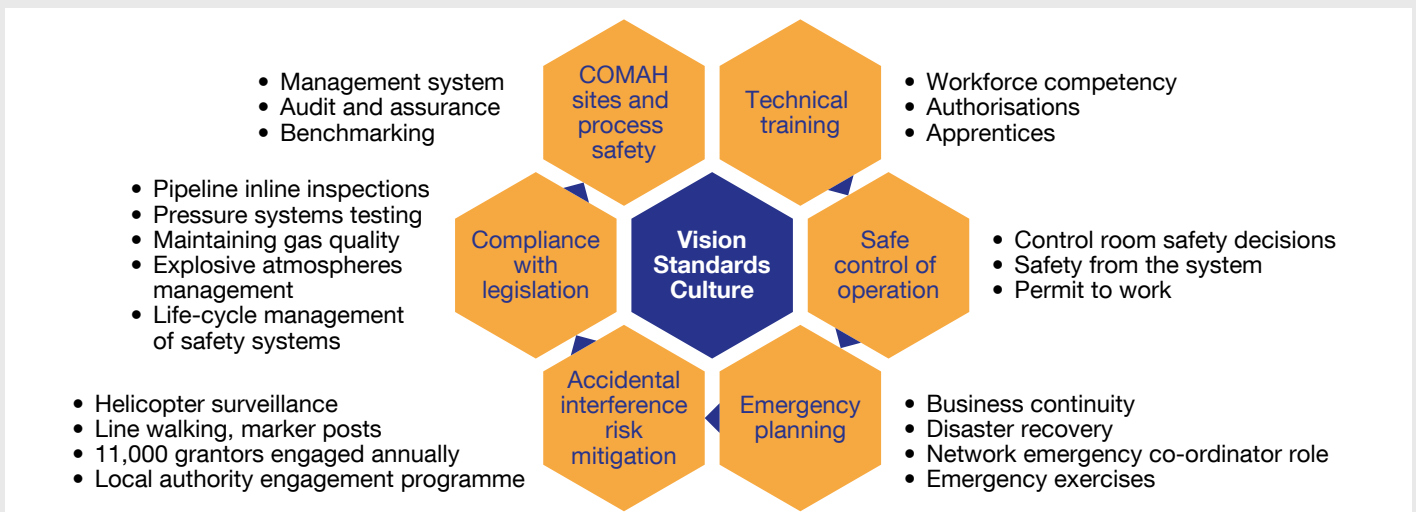 • Management system
• Audit and assurance
• Benchmarking
COMAH
sites and
process
safety
Technical
training
• Workforce competency
• Authorisations
• Apprentices
• Pipeline inline inspections
• Pressure systems testing
• Maintaining gas quality
• Explosive atmospheres
management
• Life-cycle management
of safety systems
Compliance
with
legislation
Vision
Standards
Culture
Safe
control of
operation
• Control room safety decisions
• Safety from the system
• Permit to work
• Helicopter surveillance
• Line walking, marker posts
• 11,000 grantors engaged annually
• Local authority engagement programme
Accidental
interference
risk
mitigation
Emergency
planning
• Business continuity
• Disaster recovery
• Network emergency co-ordinator role
• Emergency exercises